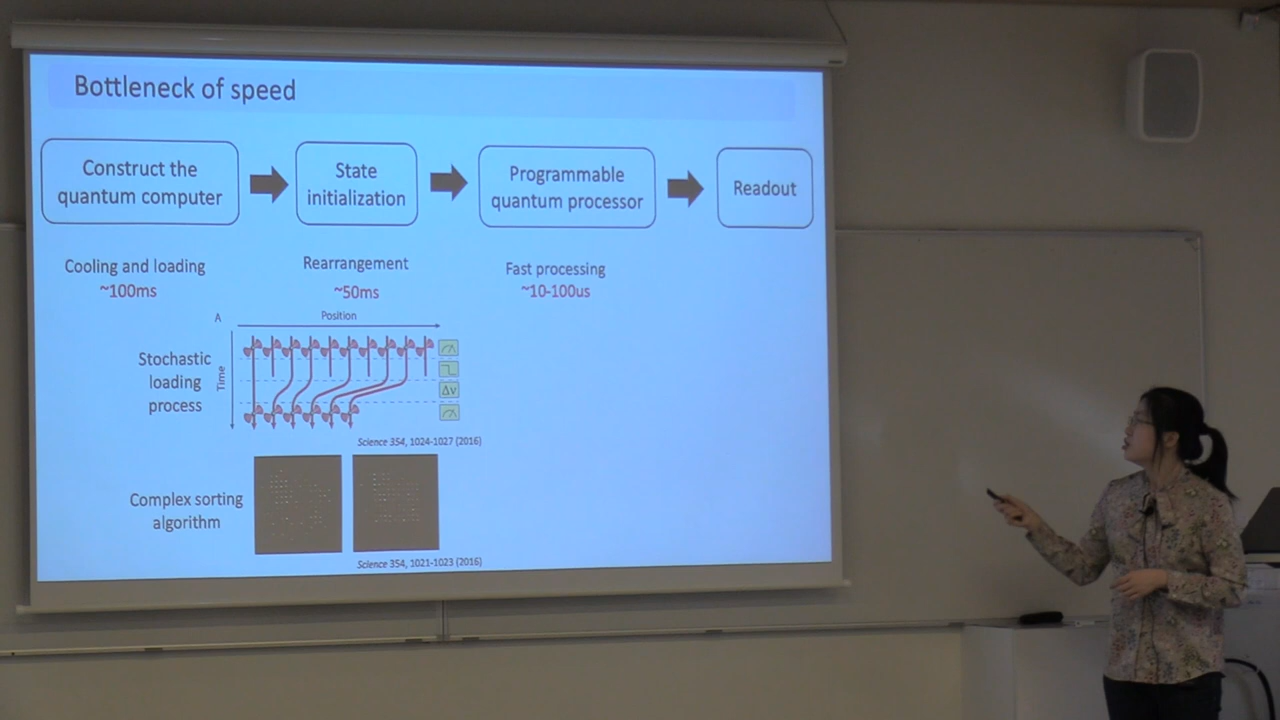 Bottleneck of speed
Construct the
quantum computer
State
initialization
Programmable
quantum processor
Readout
Cooling and loading
~100ms
Rearrangement
~50ms
Fast processing
~10-100us
A
Position
Time
Stochastic
loading
process
Δν
Science 354, 1024-1027 (2016)
Complex sorting
algorithm
Science 354, 1021-1023 (2016)